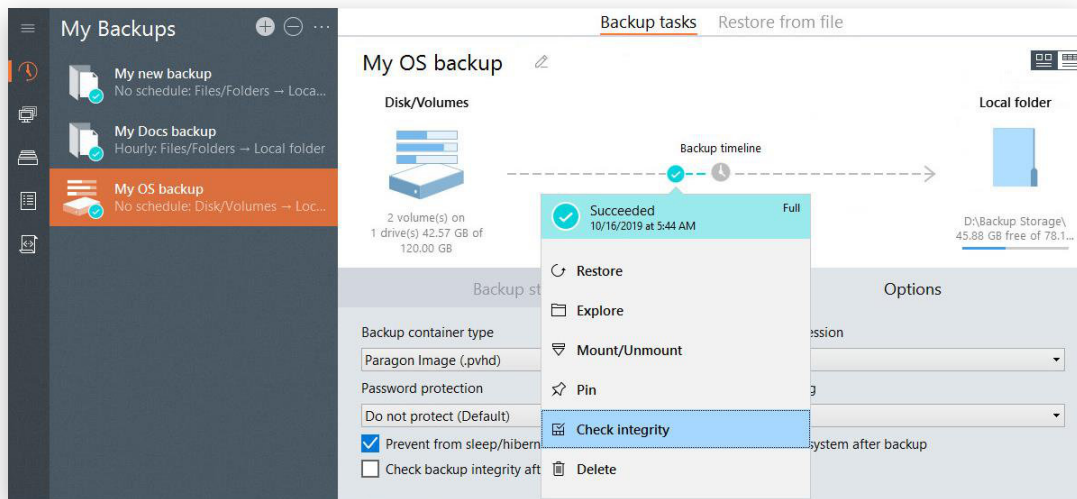 My Backups
My new backup
No schedule: Files/Folders → Loca...
My Docs backup
Hourly: Files/Folders → Local folder
My OS backup
No schedule: Disk/Volumes → Loc...
Backup tasks
Restore from file
My OS backup
Disk/Volumes
Local folder
Backup timeline
2 volume(s) on
1 drive(s) 42.57 GB of
120.00 GB
D:\Backup Storage\
45.88 GB free of 78.1...
Succeeded
Full
10/16/2019 at 5:44 AM
Restore
Explore
Mount/Unmount
Pin
Check integrity
Delete
Backup st
Options
Backup container type
ession
Paragon Image (.pvhd)
Password protection
g
Do not protect (Default)
Prevent from sleep/hibern
system after backup
Check backup integrity aft